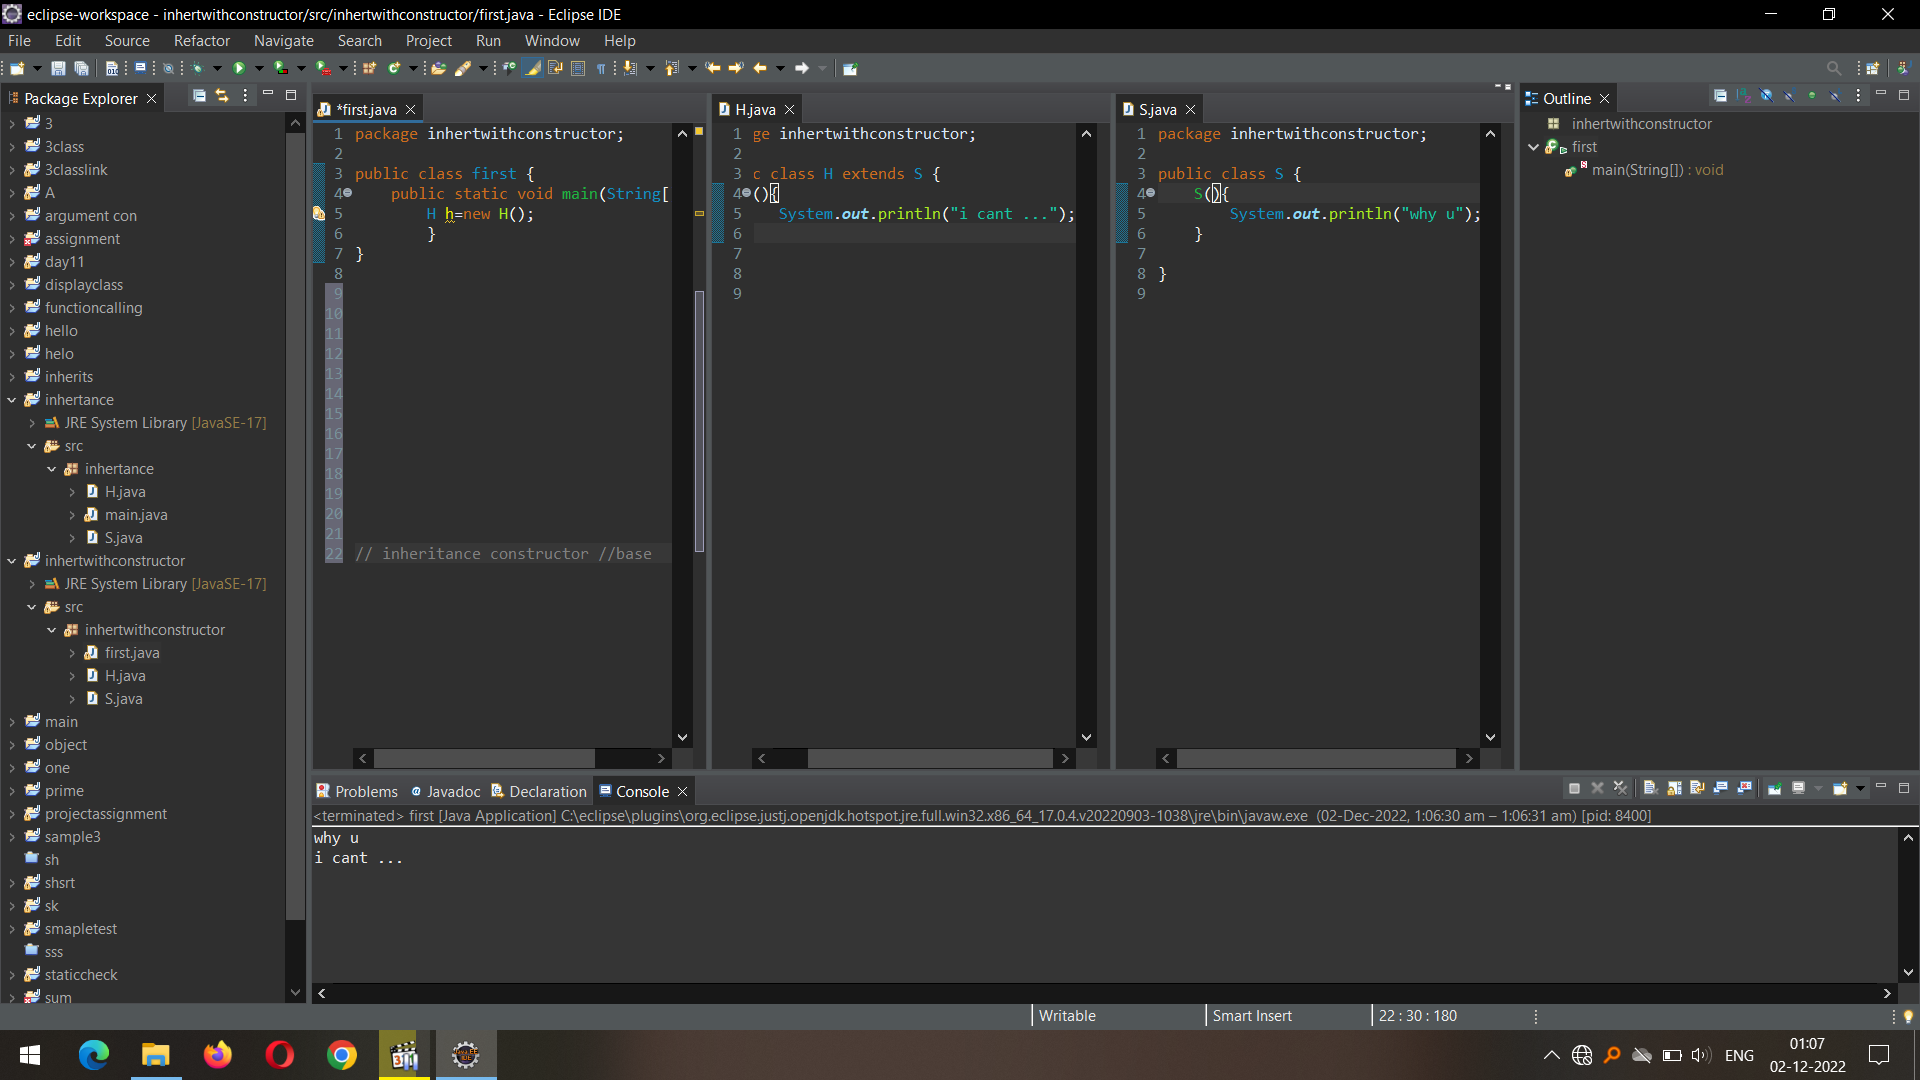 eclipse-workspace - inhertwithconstructor/src/inhertwithconstructor/first.java - Eclipse IDE
File Edit Source Refactor Navigate Search Project Run Window Help
Package Explorer
3
3class
3classlink
A
argument con
assignment
day11
displayclass
functioncalling
hello
helo
inherits
inhertance
JRE System Library [JavaSE-17]
src
inhertance
H.java
main.java
S.java
inhertwithconstructor
JRE System Library [JavaSE-17]
src
inhertwithconstructor
first.java
H.java
S.java
main
object
one
prime
projectassignment
sample3
sh
shsrt
sk
smapletest
sss
staticcheck
sum
*first.java
1 package inhertwithconstructor;
2
3 public class first {
4 public static void main(String[
5 H h=new H();
6 }
7 }
8
9
10
11
12
13
14
15
16
17
18
19
20
21
22 // inheritance constructor //base
H.java
1 ge inhertwithconstructor;
2
3 c class H extends S {
4 (){
5 System.out.println("i cant ...");
6
7
8
9
S.java
1 package inhertwithconstructor;
2
3 public class S {
4 S(){
5 System.out.println("why u");
6 }
7
8 }
9
Outline
inhertwithconstructor
first
main(String[]) : void
Problems Javadoc Declaration Console
<terminated> first [Java Application] C:\eclipse\plugins\org.eclipse.justj.openjdk.hotspot.jre.full.win32.x86_64_17.0.4.v20220903-1038\jre\bin\javaw.exe (02-Dec-2022, 1:06:30 am – 1:06:31 am) [pid: 8400]
why u
i cant ...
Writable Smart Insert 22 : 30 : 180
ENG
01:07
02-12-2022